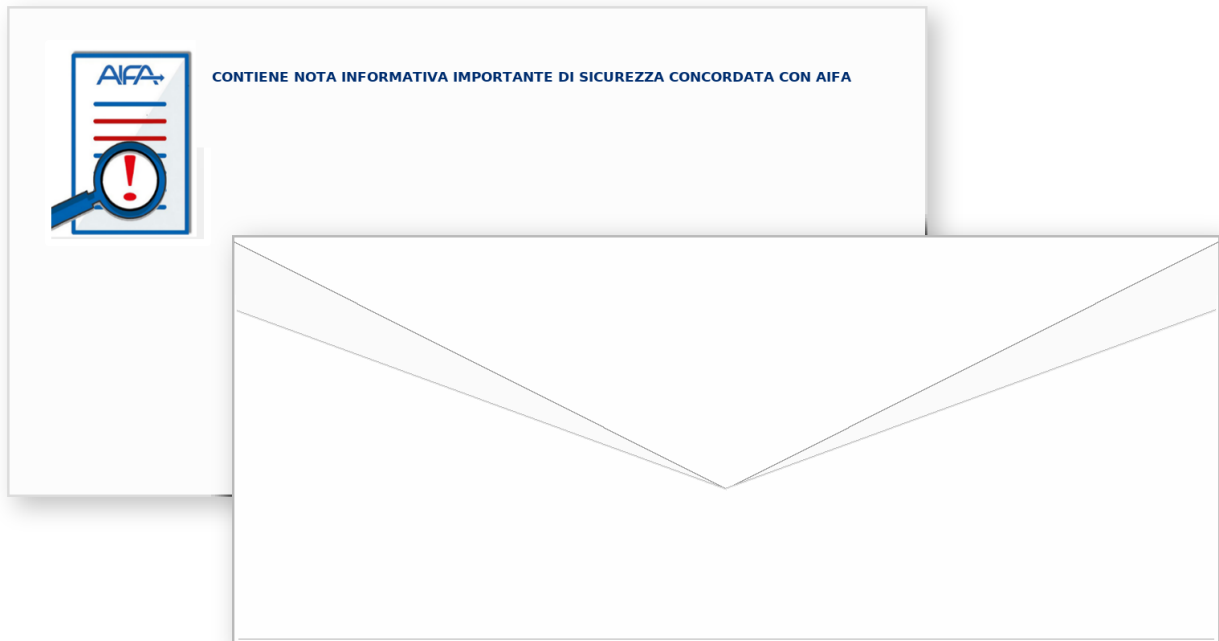 AIFA
CONTIENE NOTA INFORMATIVA IMPORTANTE DI SICUREZZA CONCORDATA CON AIFA